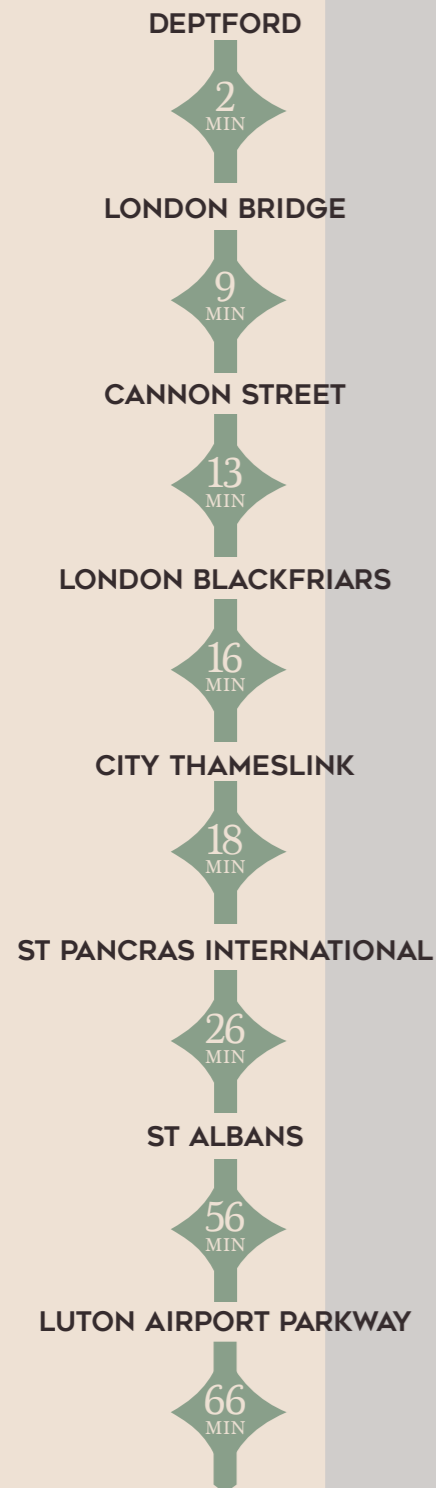 DEPTFORD
2
MIN
LONDON BRIDGE
9
MIN
CANNON STREET
13
MIN
LONDON BLACKFRIARS
16
MIN
CITY THAMESLINK
18
MIN
ST PANCRAS INTERNATIONAL
26
MIN
ST ALBANS
56
MIN
LUTON AIRPORT PARKWAY
66
MIN